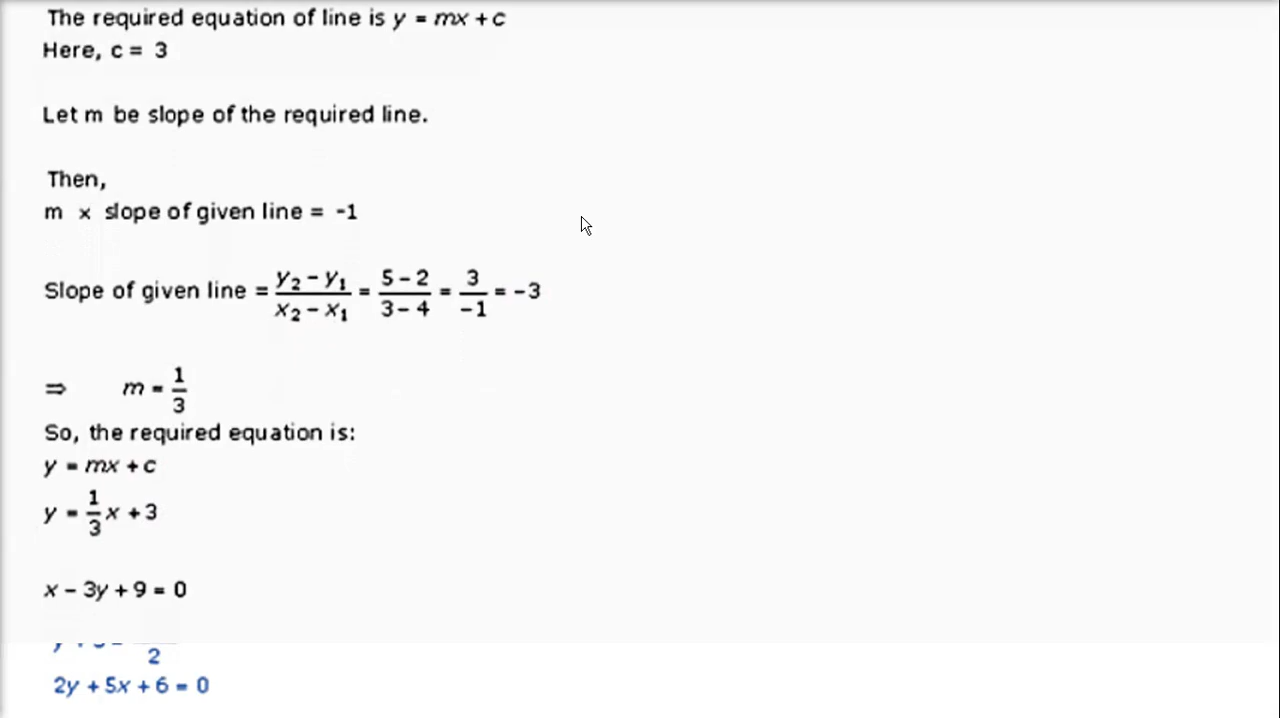 The required equation of line is y = mx + c
Here, c = 3
Let m be slope of the required line.
Then,
m × slope of given line = -1
Slope of given line = y₂ - y₁ / x₂ - x₁ = 5 - 2 / 3 - 4 = 3 / -1 = -3
⇒ m = 1/3
So, the required equation is:
y = mx + c
y = 1/3 x + 3
x - 3y + 9 = 0
2
2y + 5x + 6 = 0